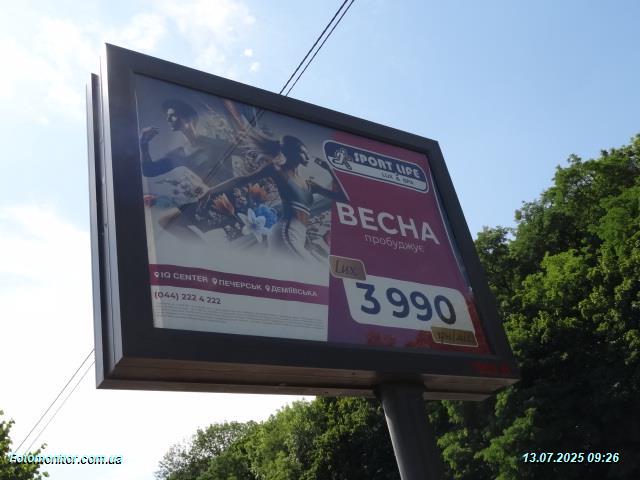 SPORT LIFE
LUX & SPA
ВЕСНА
пробуджує
Lux
3 990
IQ CENTER ПЕЧЕРСЬК ДЕМІЇВСЬКА
(044) 222 4 222
Fotomonitor.com.ua
13.07.2025 09:26